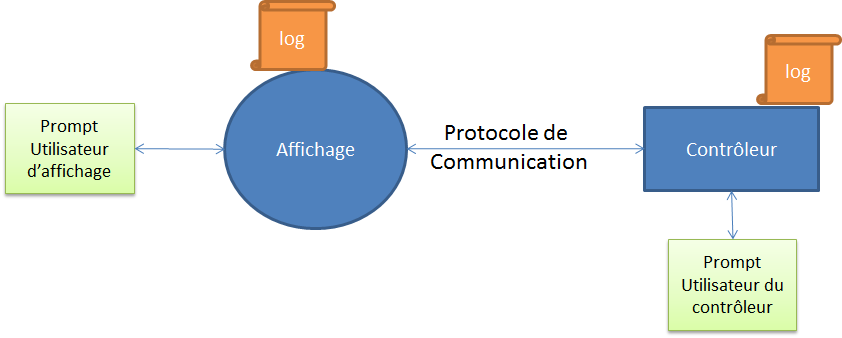 log
log
Prompt
Utilisateur
d’affichage
Affichage
Protocole de
Communication
Contrôleur
Prompt
Utilisateur du
contrôleur